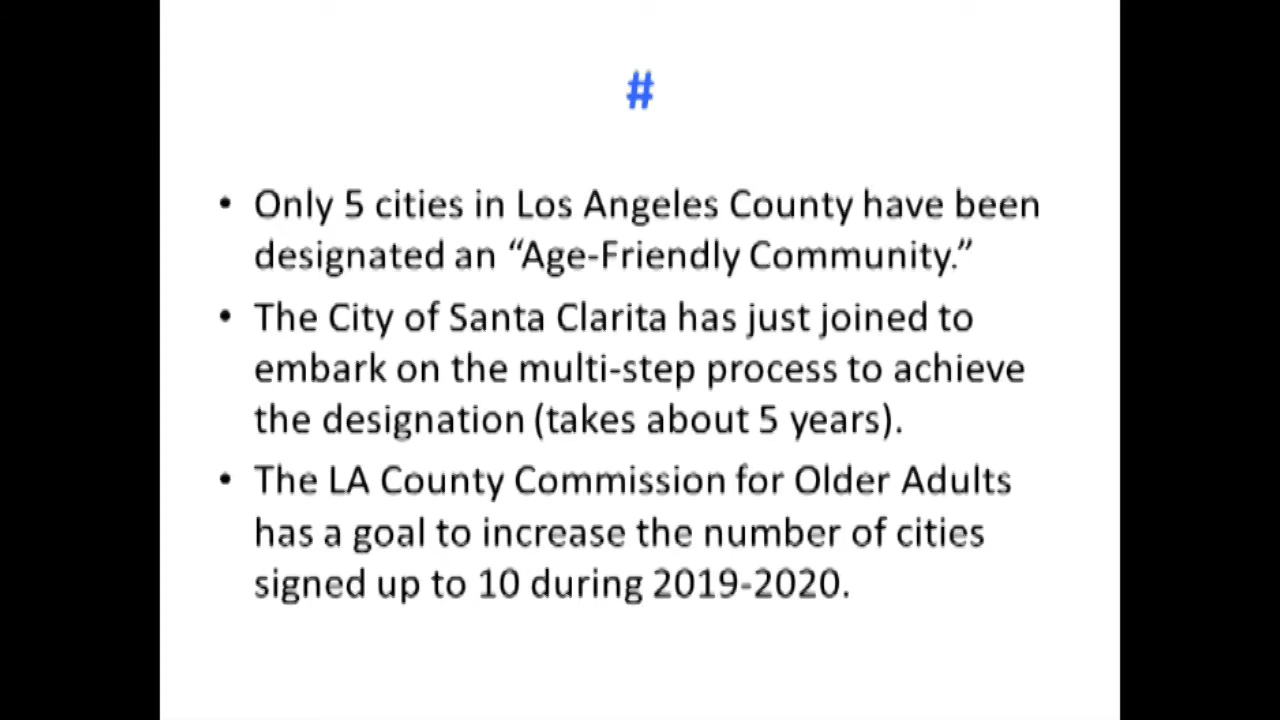 #
• Only 5 cities in Los Angeles County have been
designated an “Age-Friendly Community.”
• The City of Santa Clarita has just joined to
embark on the multi-step process to achieve
the designation (takes about 5 years).
• The LA County Commission for Older Adults
has a goal to increase the number of cities
signed up to 10 during 2019-2020.